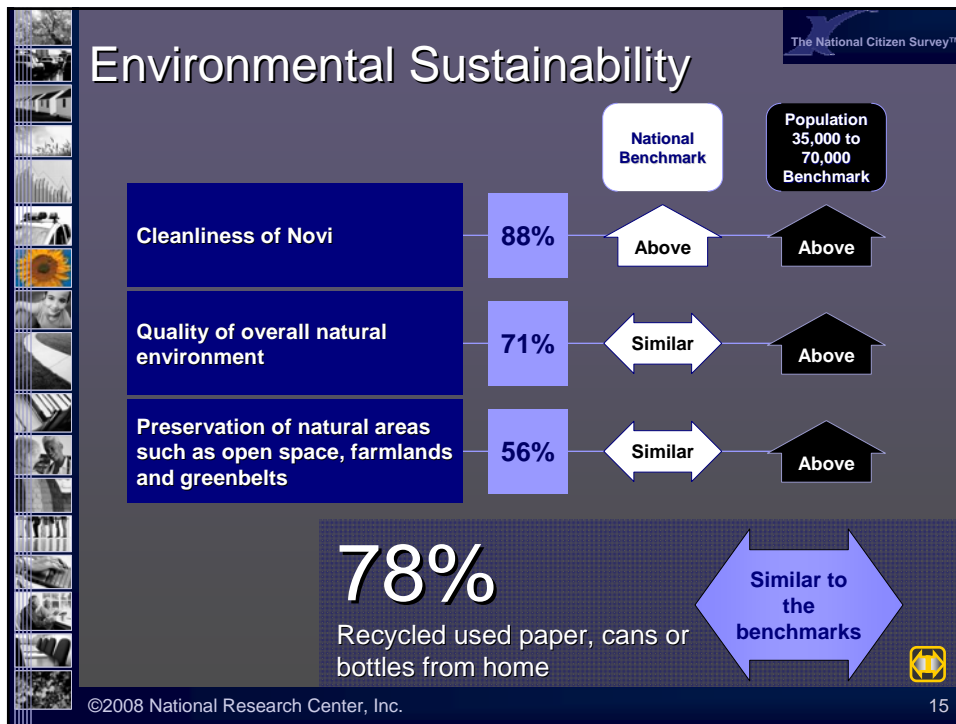 The National Citizen Survey™
Environmental Sustainability
National
Benchmark
Population
35,000 to
70,000
Benchmark
Cleanliness of Novi
88%
Above
Above
Quality of overall natural
environment
71%
Similar
Above
Preservation of natural areas
such as open space, farmlands
and greenbelts
56%
Similar
Above
78%
Recycled used paper, cans or
bottles from home
Similar to
the
benchmarks
©2008 National Research Center, Inc.
15